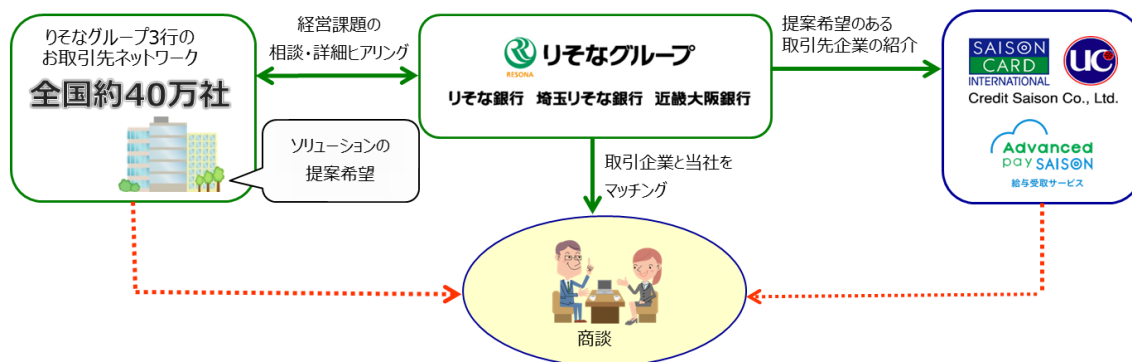 りそなグループ3行の
お取引先ネットワーク
全国約40万社
ソリューションの
提案希望
経営課題の
相談・詳細ヒアリング
RESONA
りそなグループ
りそな銀行 埼玉りそな銀行 近畿大阪銀行
提案希望のある
取引先企業の紹介
SAISON
CARD
INTERNATIONAL
UC
Credit Saison Co., Ltd.
Advanced
pay SAISON
給与受取サービス
取引企業と当社を
マッチング
商談